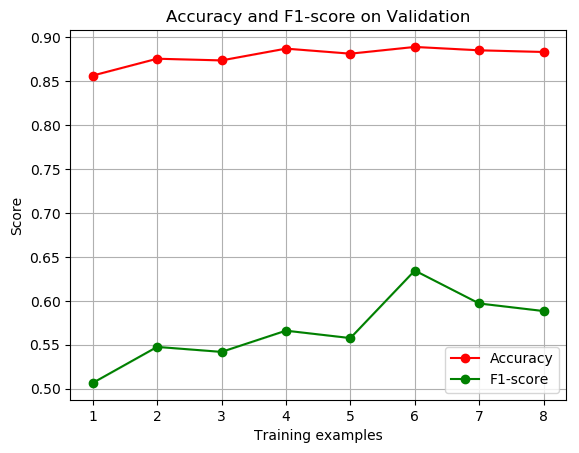 Accuracy and F1-score on Validation
0.90
0.85
0.80
0.75
0.70
0.65
0.60
0.55
0.50
Score
1 2 3 4 5 6 7 8
Training examples
Accuracy
F1-score